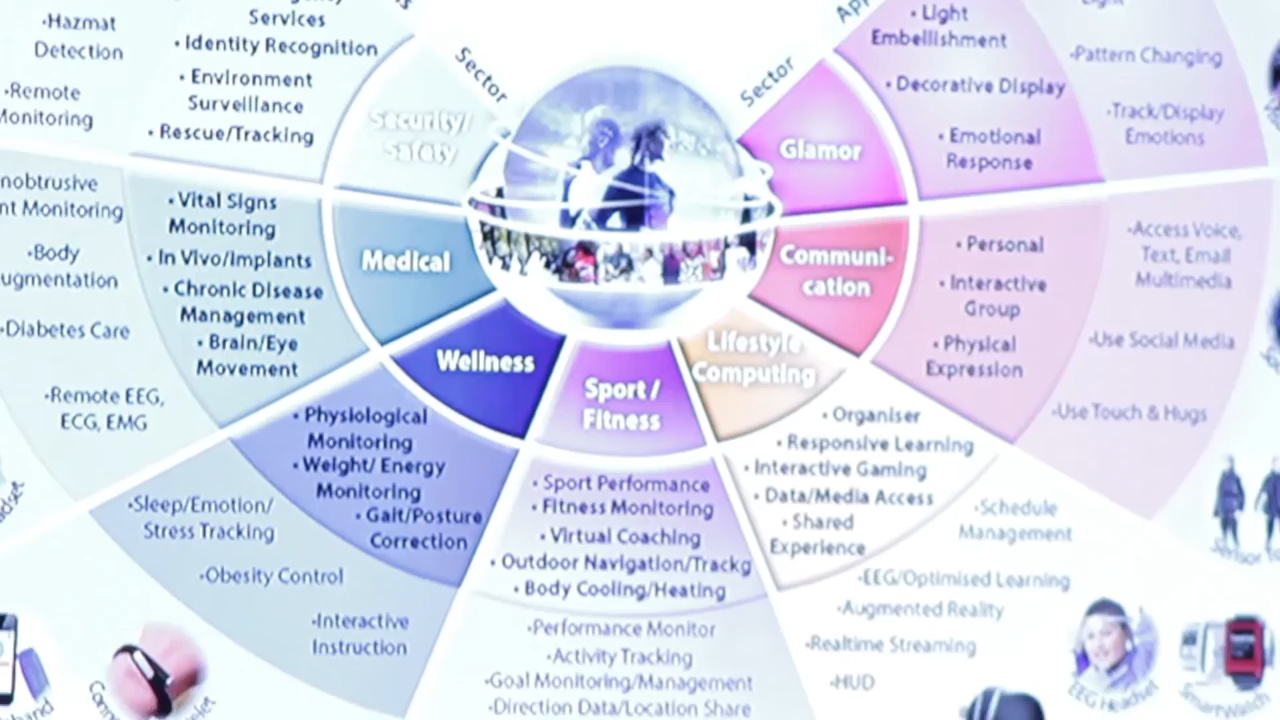 •Hazmat
Detection
•Remote
Monitoring
Services
• Identity Recognition
• Environment
Surveillance
• Rescue/Tracking
Sector
Security/
Safety
Sector
Glamor
• Light
Embellishment
• Decorative Display
• Emotional
Response
•Pattern Changing
•Track/Display
Emotions
nobtrusive
nt Monitoring
•Body
ugmentation
•Diabetes Care
•Remote EEG,
ECG, EMG
• Vital Signs
Monitoring
• In Vivo/Implants
• Chronic Disease
Management
• Brain/Eye
Movement
Medical
Communi-
cation
• Personal
• Interactive
Group
• Physical
Expression
•Access Voice,
Text, Email
Multimedia
•Use Social Media
•Use Touch & Hugs
Wellness
• Physiological
Monitoring
• Weight/ Energy
Monitoring
• Gait/Posture
Correction
•Sleep/Emotion/
Stress Tracking
•Obesity Control
•Interactive
Instruction
Sport /
Fitness
• Sport Performance
• Fitness Monitoring
• Virtual Coaching
• Outdoor Navigation/Trackg
• Body Cooling/Heating
•Performance Monitor
•Activity Tracking
•Goal Monitoring/Management
•Direction Data/Location Share
Lifestyle
Computing
• Organiser
• Responsive Learning
• Interactive Gaming
• Data/Media Access
• Shared
Experience
•Schedule
Management
•EEG/Optimised Learning
•Augmented Reality
•Realtime Streaming
•HUD
EEG Headset
SmartWatch
Sensor